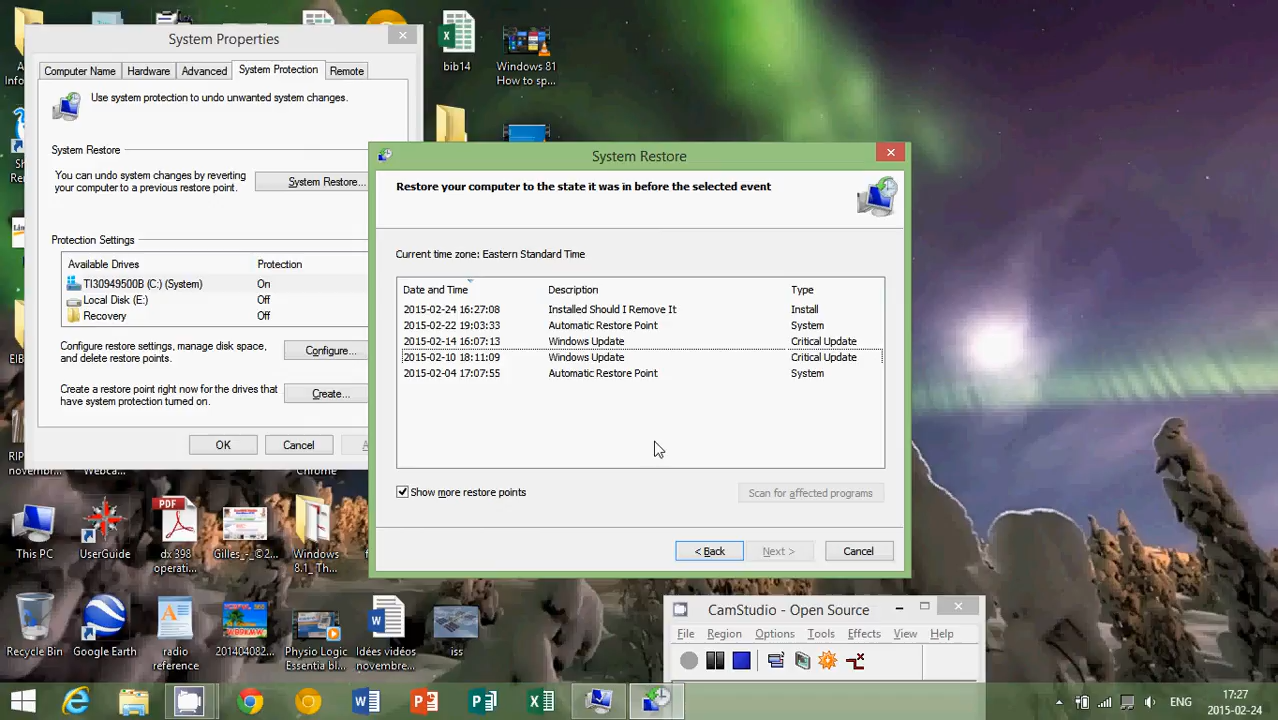 System Properties
Computer Name
Hardware
Advanced
System Protection
Remote
Use system protection to undo unwanted system changes.
System Restore
You can undo system changes by reverting
your computer to a previous restore point.
System Restore...
Protection Settings
Available Drives Protection
TI30949500B (C:) (System) On
Local Disk (E:) Off
Recovery Off
Configure restore settings, manage disk space,
and delete restore points.
Configure...
Create a restore point right now for the drives that
have system protection turned on.
Create...
OK
Cancel
bib14
Windows 81
How to sp...
System Restore
Restore your computer to the state it was in before the selected event
Current time zone: Eastern Standard Time
Date and Time Description Type
2015-02-24 16:27:08 Installed Should I Remove It Install
2015-02-22 19:03:33 Automatic Restore Point System
2015-02-14 16:07:13 Windows Update Critical Update
2015-02-10 18:11:09 Windows Update Critical Update
2015-02-04 17:07:55 Automatic Restore Point System
Show more restore points
Scan for affected programs
< Back
Next >
Cancel
This PC
UserGuide
PDF
dx 398
operati...
Gilles_-_©2...
Windows
8.1_ Th...
Recycle Bin
Google Earth
radio
reference
201404082...
Physio Logic
Essentia bl...
Idées vidéos
novembre...
iss
CamStudio - Open Source
File Region Options Tools Effects View Help
ENG
17:27
2015-02-24